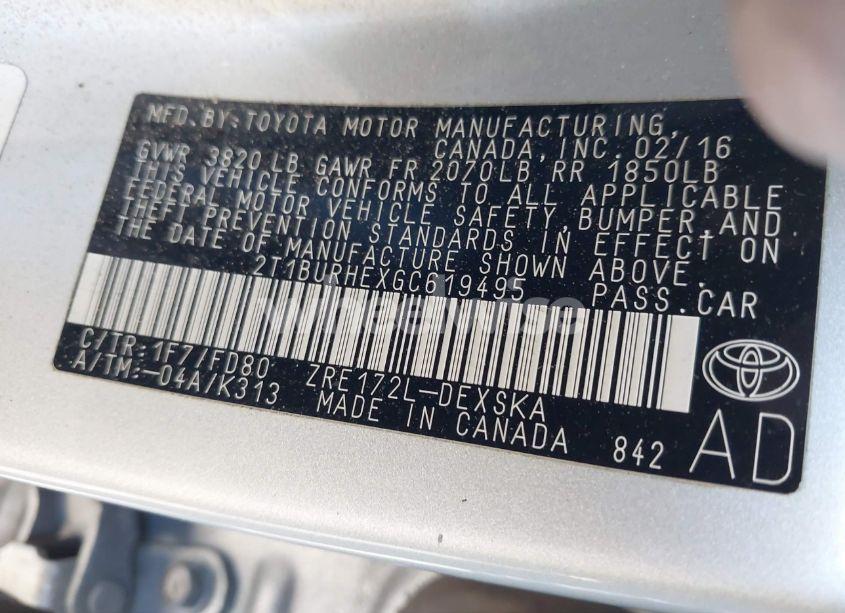 MFD. BY: TOYOTA MOTOR MANUFACTURING,
CANADA, INC. 02/16
GVWR 3820 LB GAWR FR 2070LB RR 1850LB
THIS VEHICLE CONFORMS TO ALL APPLICABLE
FEDERAL MOTOR VEHICLE SAFETY, BUMPER, AND
THEFT PREVENTION STANDARDS IN EFFECT ON
THE DATE OF MANUFACTURE SHOWN ABOVE.
2T1BURHEXGC619495 PASS.CAR
C/TR: 1F7/FD80
A/TM: -04A/K313
ZRE172L-DEXSKA
MADE IN CANADA
842
AD